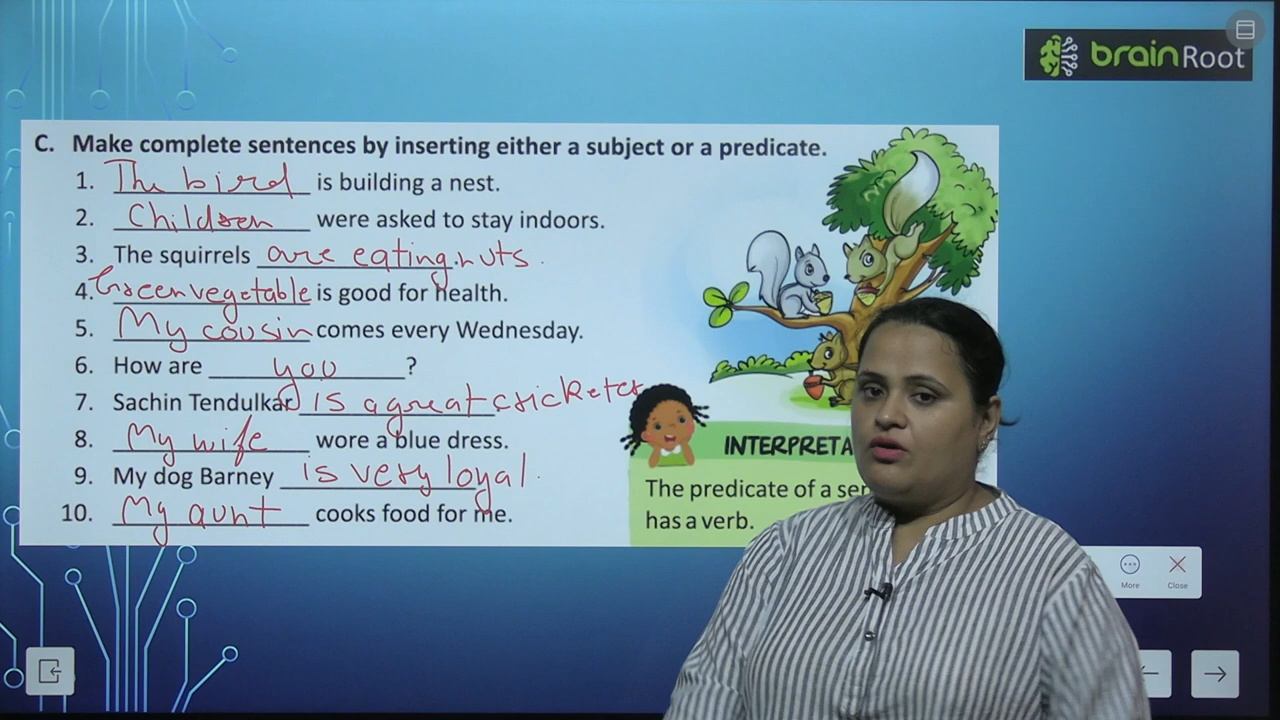 brainRoot
C. Make complete sentences by inserting either a subject or a predicate.
1. The bird is building a nest.
2. Children were asked to stay indoors.
3. The squirrels are eating nuts.
4. Green vegetable is good for health.
5. My cousin comes every Wednesday.
6. How are you ?
7. Sachin Tendulkar is a great cricketer
8. My wife wore a blue dress.
9. My dog Barney is very loyal.
10. My aunt cooks food for me.
INTERPRETA
The predicate of a sen
has a verb.
More
Close